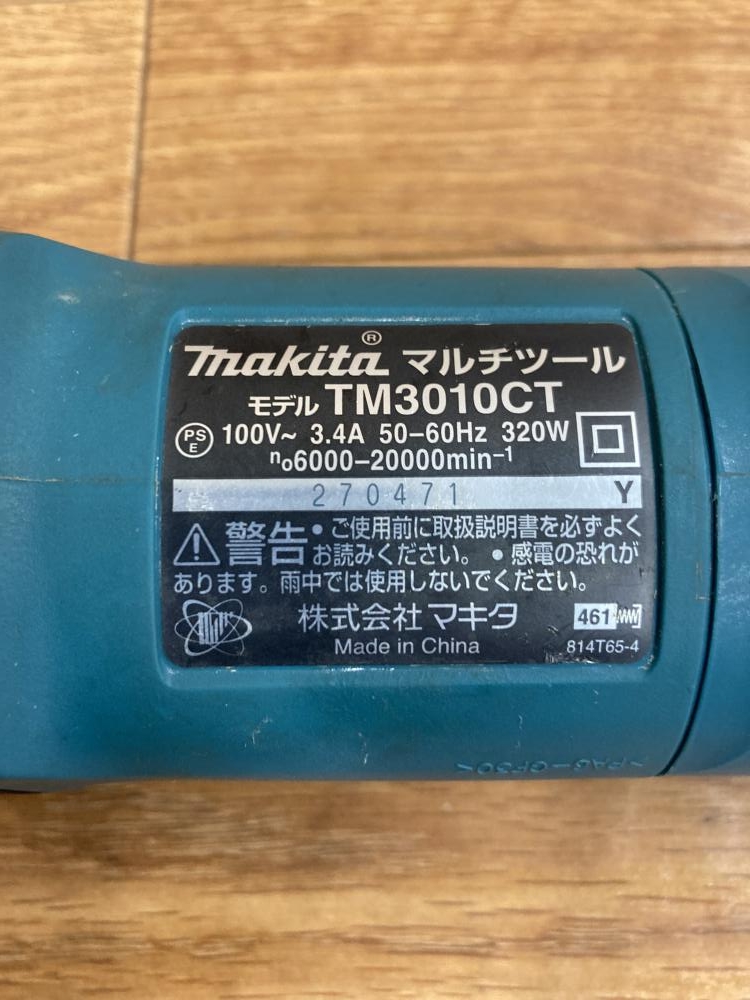 makita® マルチツール
モデル TM3010CT
PS E 100V~ 3.4A 50-60Hz 320W
n₀6000-20000min⁻¹
270471 Y
警告 ● ご使用前に取扱説明書を必ずよく
お読みください。 ● 感電の恐れが
あります。雨中では使用しないでください。
株式会社 マキタ 461
Made in China 814T65-4
>PA6-GF30<